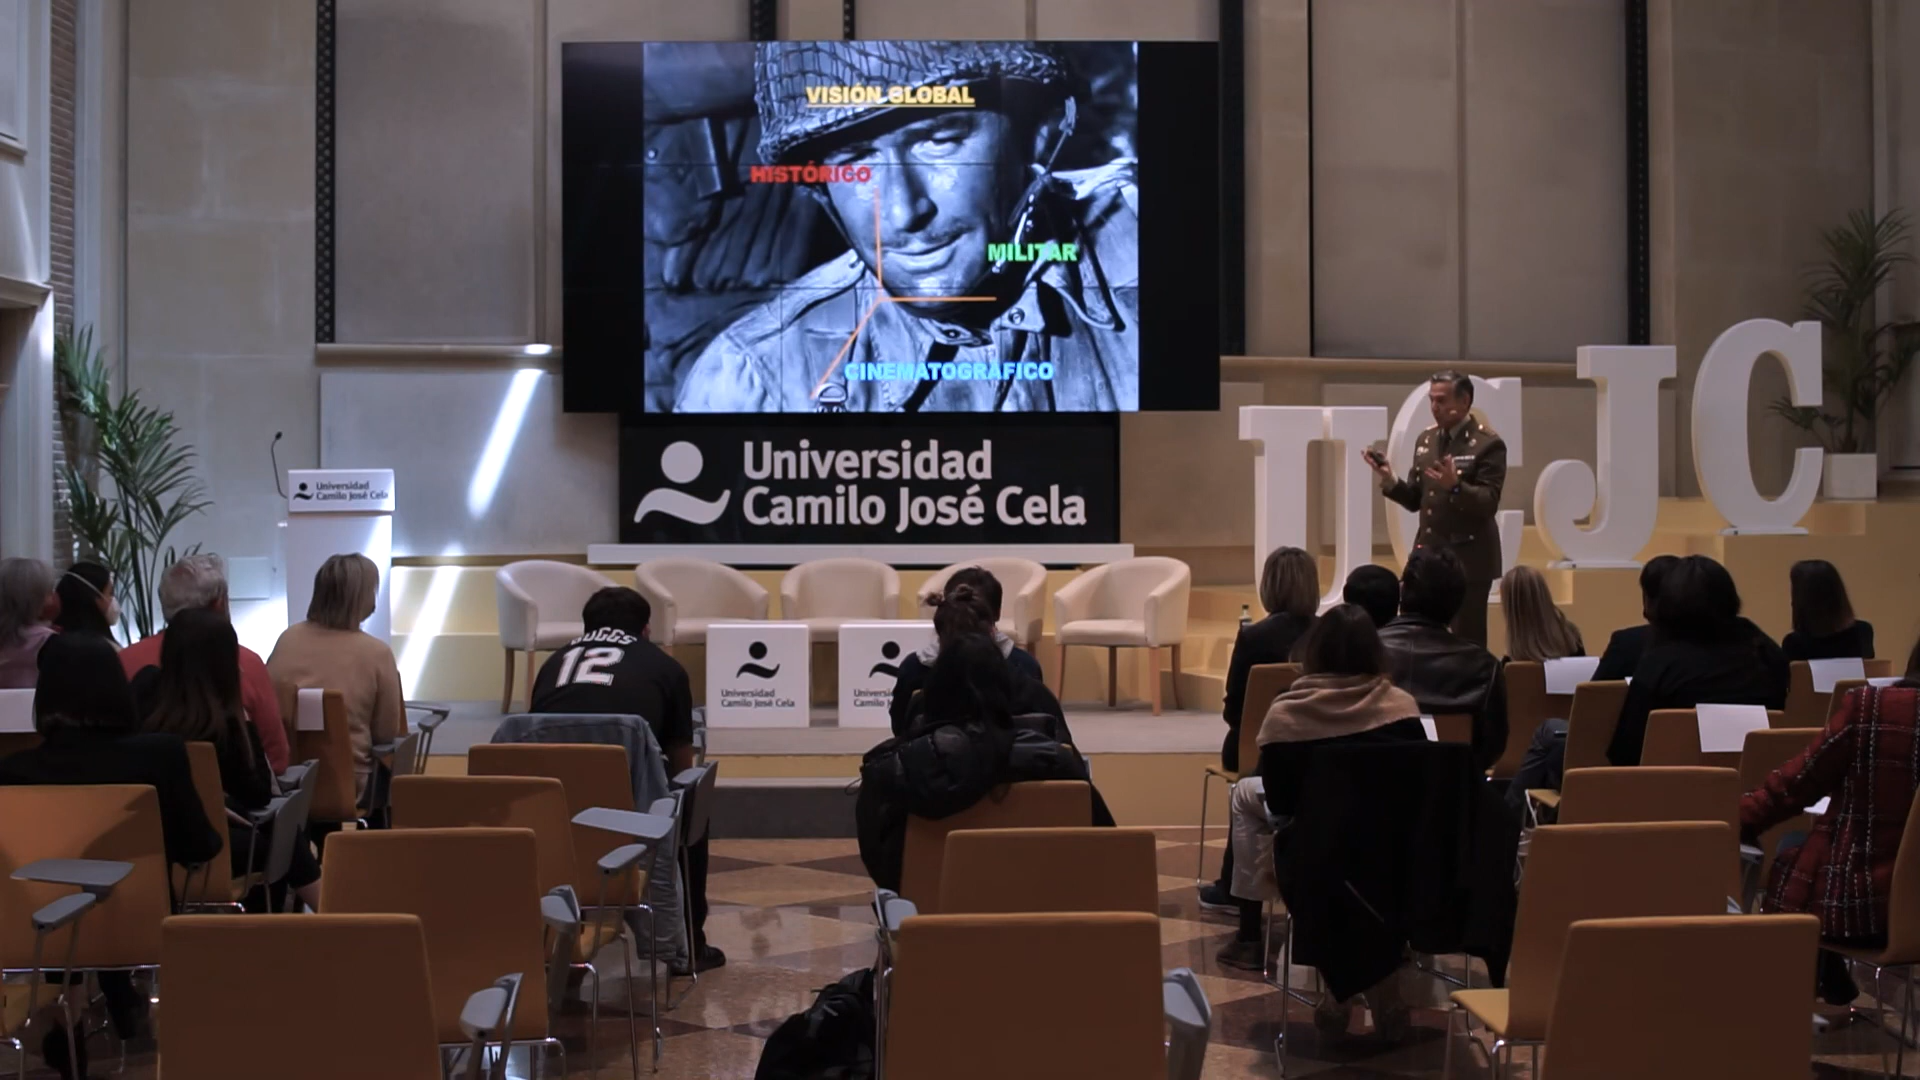 VISIÓN GLOBAL
HISTÓRICO
MILITAR
CINEMATOGRÁFICO
Universidad
Camilo José Cela
UCJC
Universidad
Camilo José Cela
12
Universidad
Camilo José Cela